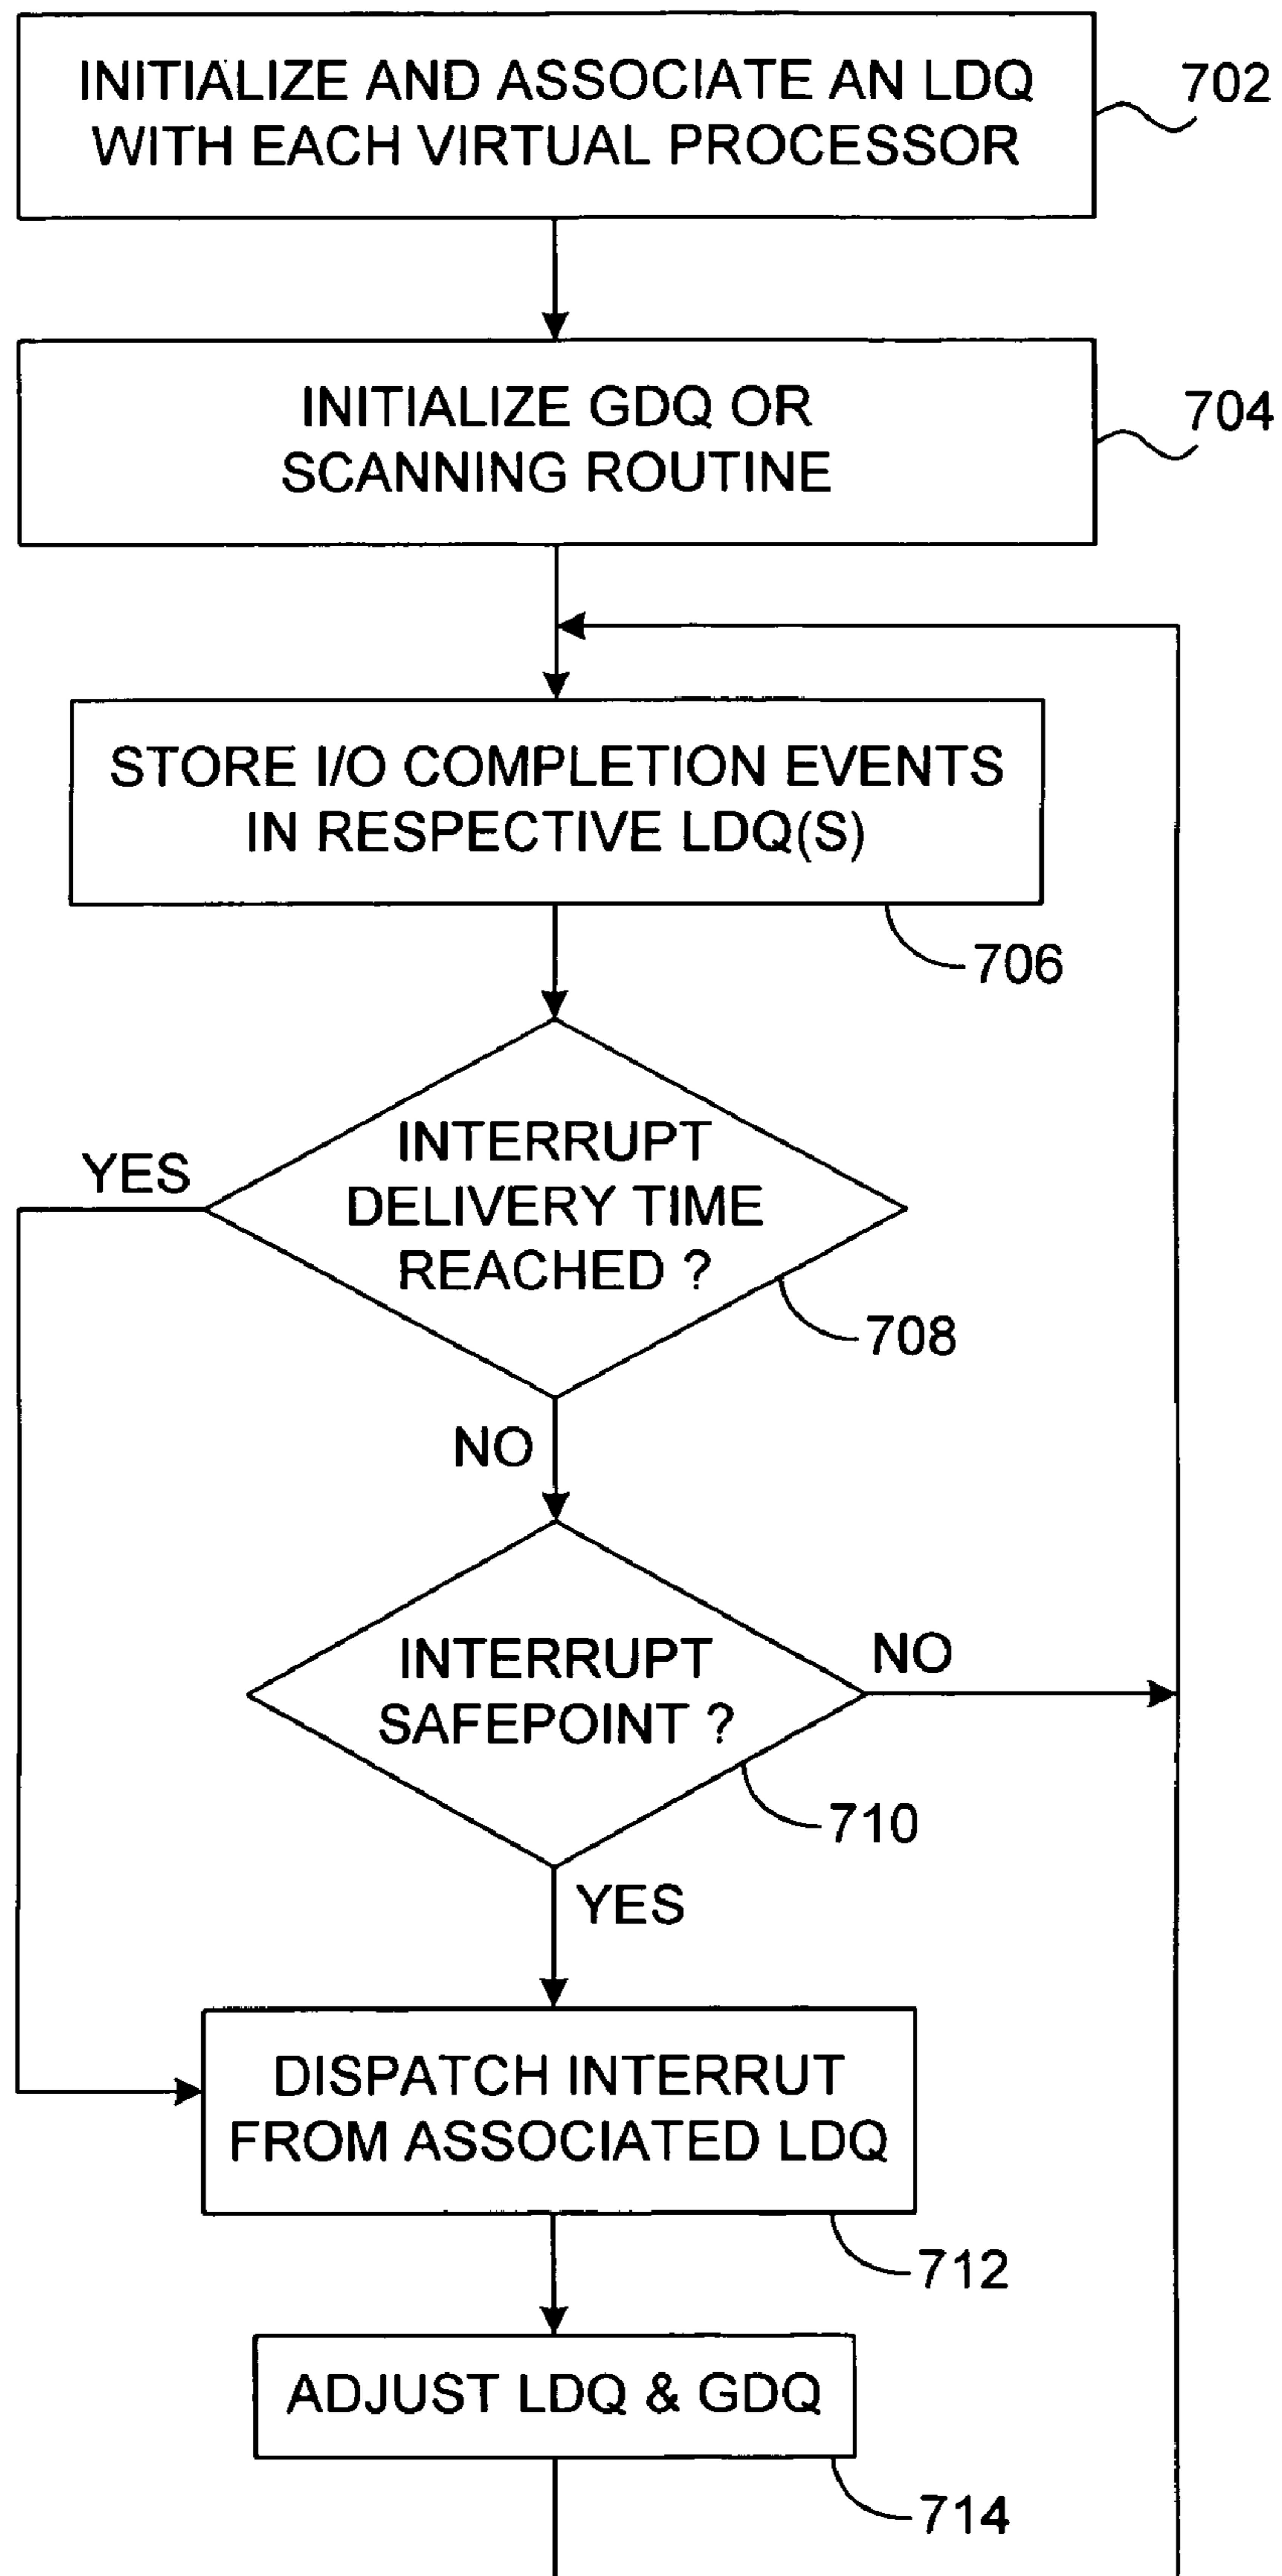 INITIALIZE AND ASSOCIATE AN LDQ
WITH EACH VIRTUAL PROCESSOR
702
INITIALIZE GDQ OR
SCANNING ROUTINE
704
STORE I/O COMPLETION EVENTS
IN RESPECTIVE LDQ(S)
706
INTERRUPT
DELIVERY TIME
REACHED ?
YES
708
NO
INTERRUPT
SAFEPOINT ?
NO
710
YES
DISPATCH INTERRUT
FROM ASSOCIATED LDQ
712
ADJUST LDQ & GDQ
714